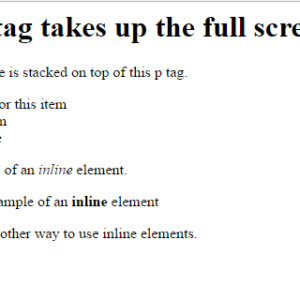 tag takes up the full scre
e is stacked on top of this p tag.
or this item
of an inline element.
ample of an inline element
other way to use inline elements.